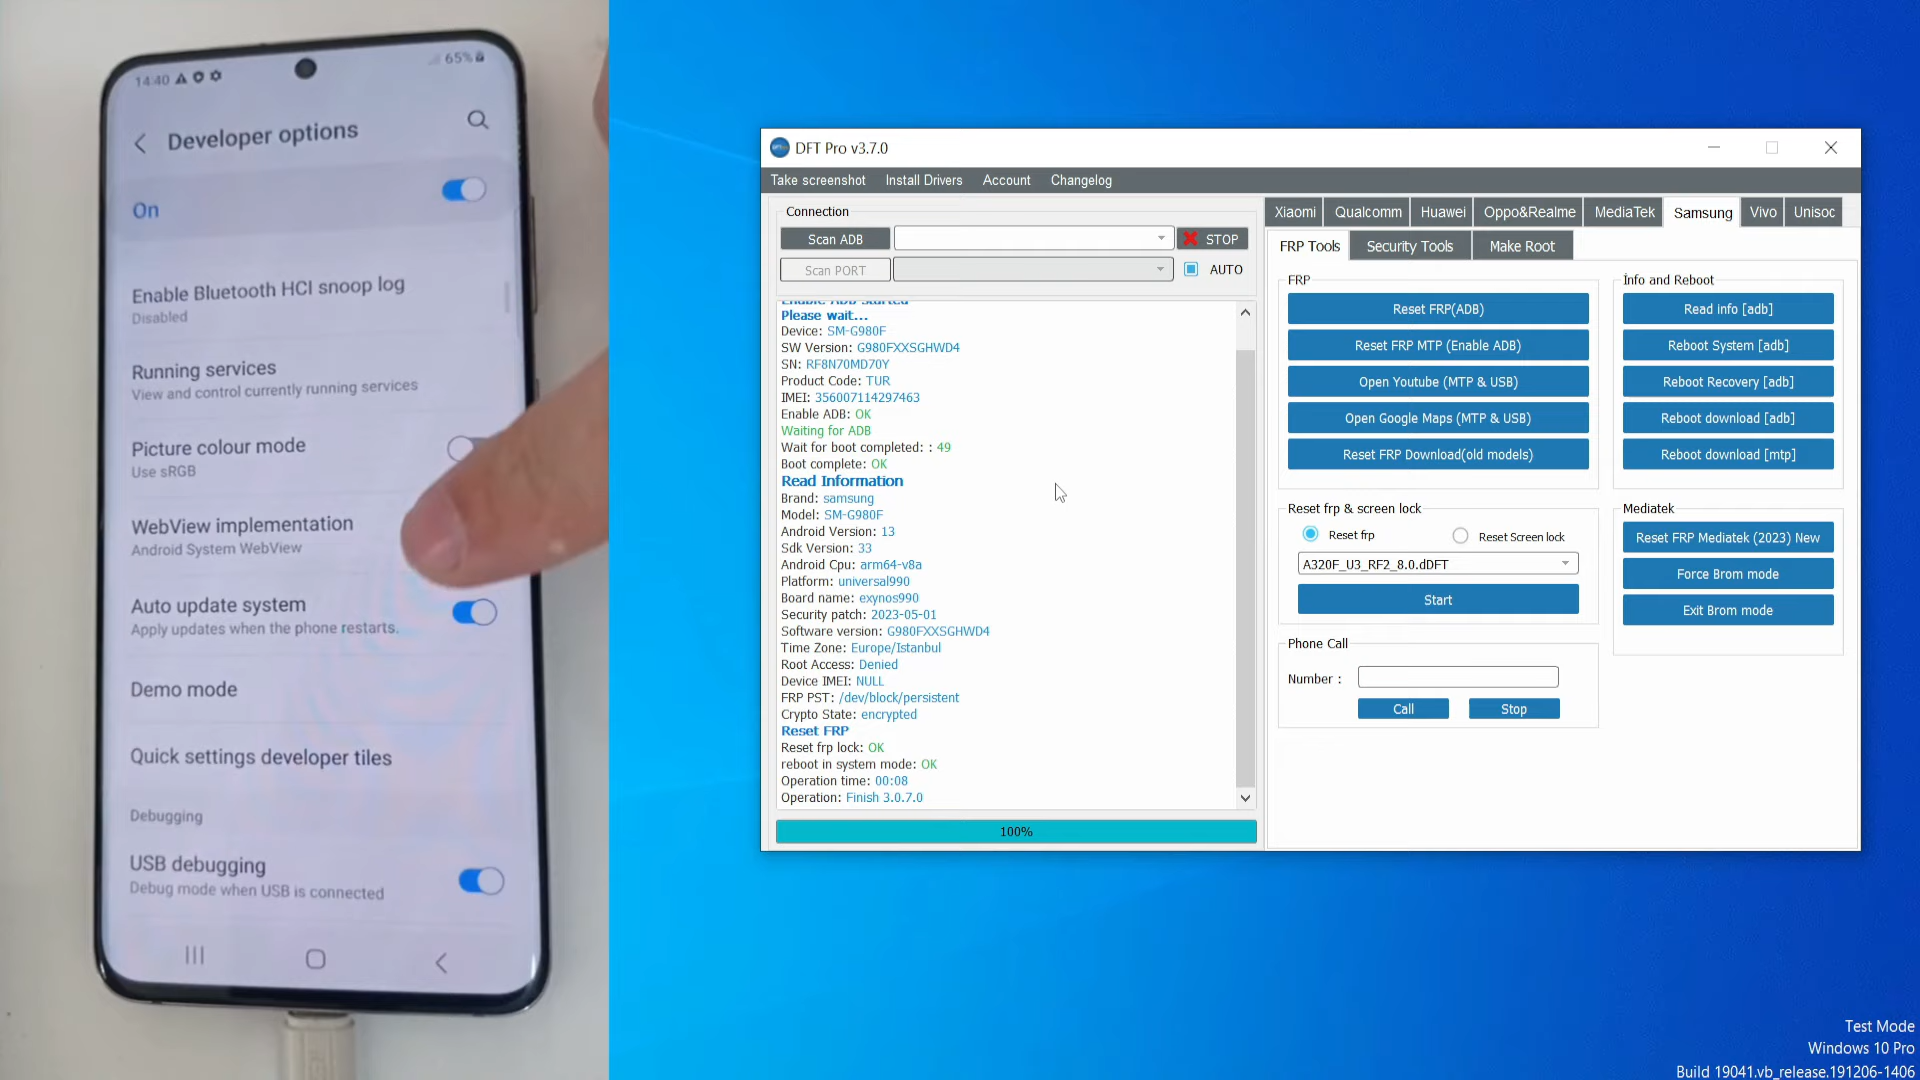 14:40
65%
Developer options
On
Enable Bluetooth HCI snoop log
Disabled
Running services
View and control currently running services
Picture colour mode
Use sRGB
WebView implementation
Android System WebView
Auto update system
Apply updates when the phone restarts.
Demo mode
Quick settings developer tiles
Debugging
USB debugging
Debug mode when USB is connected
DFT Pro v3.7.0
Take screenshot Install Drivers Account Changelog
Connection
Scan ADB STOP
Scan PORT AUTO
Enable ADB started
Please wait...
Device: SM-G980F
SW Version: G980FXXSGHWD4
SN: RF8N70MD70Y
Product Code: TUR
IMEI: 356007114297463
Enable ADB: OK
Waiting for ADB
Wait for boot completed: : 49
Boot complete: OK
Read Information
Brand: samsung
Model: SM-G980F
Android Version: 13
Sdk Version: 33
Android Cpu: arm64-v8a
Platform: universal990
Board name: exynos990
Security patch: 2023-05-01
Software version: G980FXXSGHWD4
Time Zone: Europe/Istanbul
Root Access: Denied
Device IMEI: NULL
FRP PST: /dev/block/persistent
Crypto State: encrypted
Reset FRP
Reset frp lock: OK
reboot in system mode: OK
Operation time: 00:08
Operation: Finish 3.0.7.0
100%
Xiaomi Qualcomm Huawei Oppo&Realme MediaTek Samsung Vivo Unisoc
FRP Tools Security Tools Make Root
FRP
Reset FRP(ADB)
Reset FRP MTP (Enable ADB)
Open Youtube (MTP & USB)
Open Google Maps (MTP & USB)
Reset FRP Download(old models)
Info and Reboot
Read info [adb]
Reboot System [adb]
Reboot Recovery [adb]
Reboot download [adb]
Reboot download [mtp]
Reset frp & screen lock
Reset frp Reset Screen lock
A320F_U3_RF2_8.0.dDFT
Start
Mediatek
Reset FRP Mediatek (2023) New
Force Brom mode
Exit Brom mode
Phone Call
Number :
Call Stop
Test Mode
Windows 10 Pro
Build 19041.vb_release.191206-1406